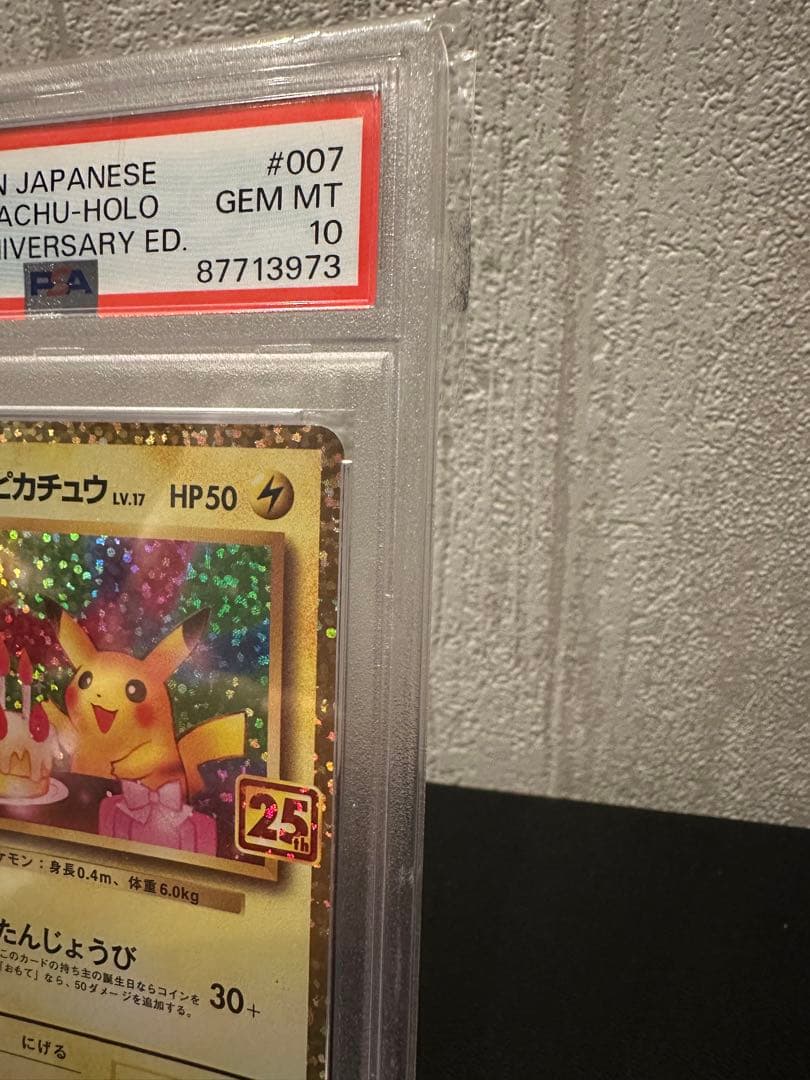 N JAPANESE #007
ACHU-HOLO GEM MT
NIVERSARY ED. 10
PSA 87713973
ピカチュウ LV.17 HP50
25th
ケモン：身長0.4m、体重6.0kg
たんじょうび
このカードの持ち主の誕生日ならコインを
「おもて」なら、50ダメージを追加する。
30+
にげる